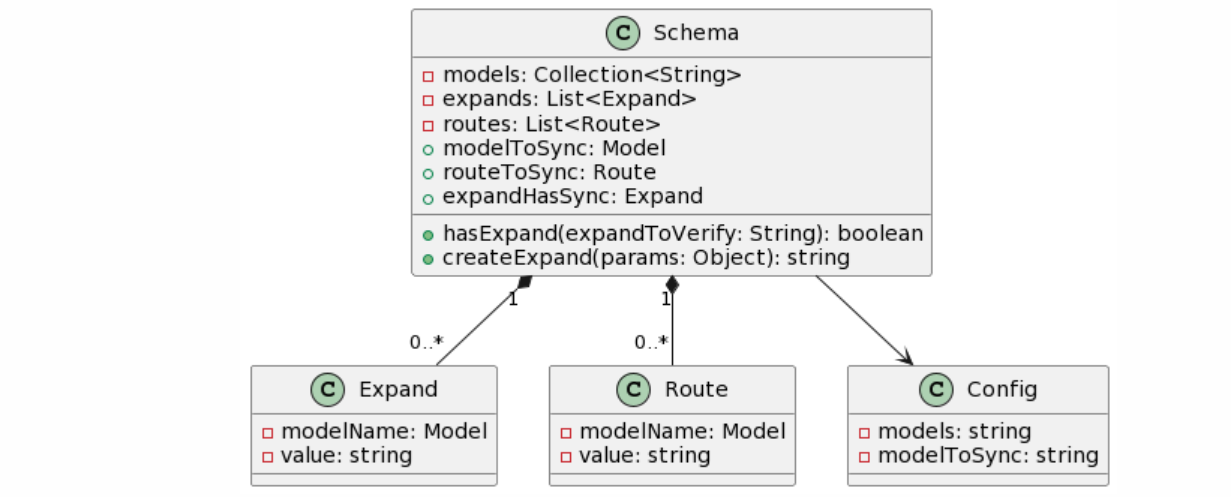 C Schema
models: Collection<String>
expands: List<Expand>
routes: List<Route>
modelToSync: Model
routeToSync: Route
expandHasSync: Expand
hasExpand(expandToVerify: String): boolean
createExpand(params: Object): string
1 1
0..* 0..*
C Expand
modelName: Model
value: string
C Route
modelName: Model
value: string
C Config
models: string
modelToSync: string